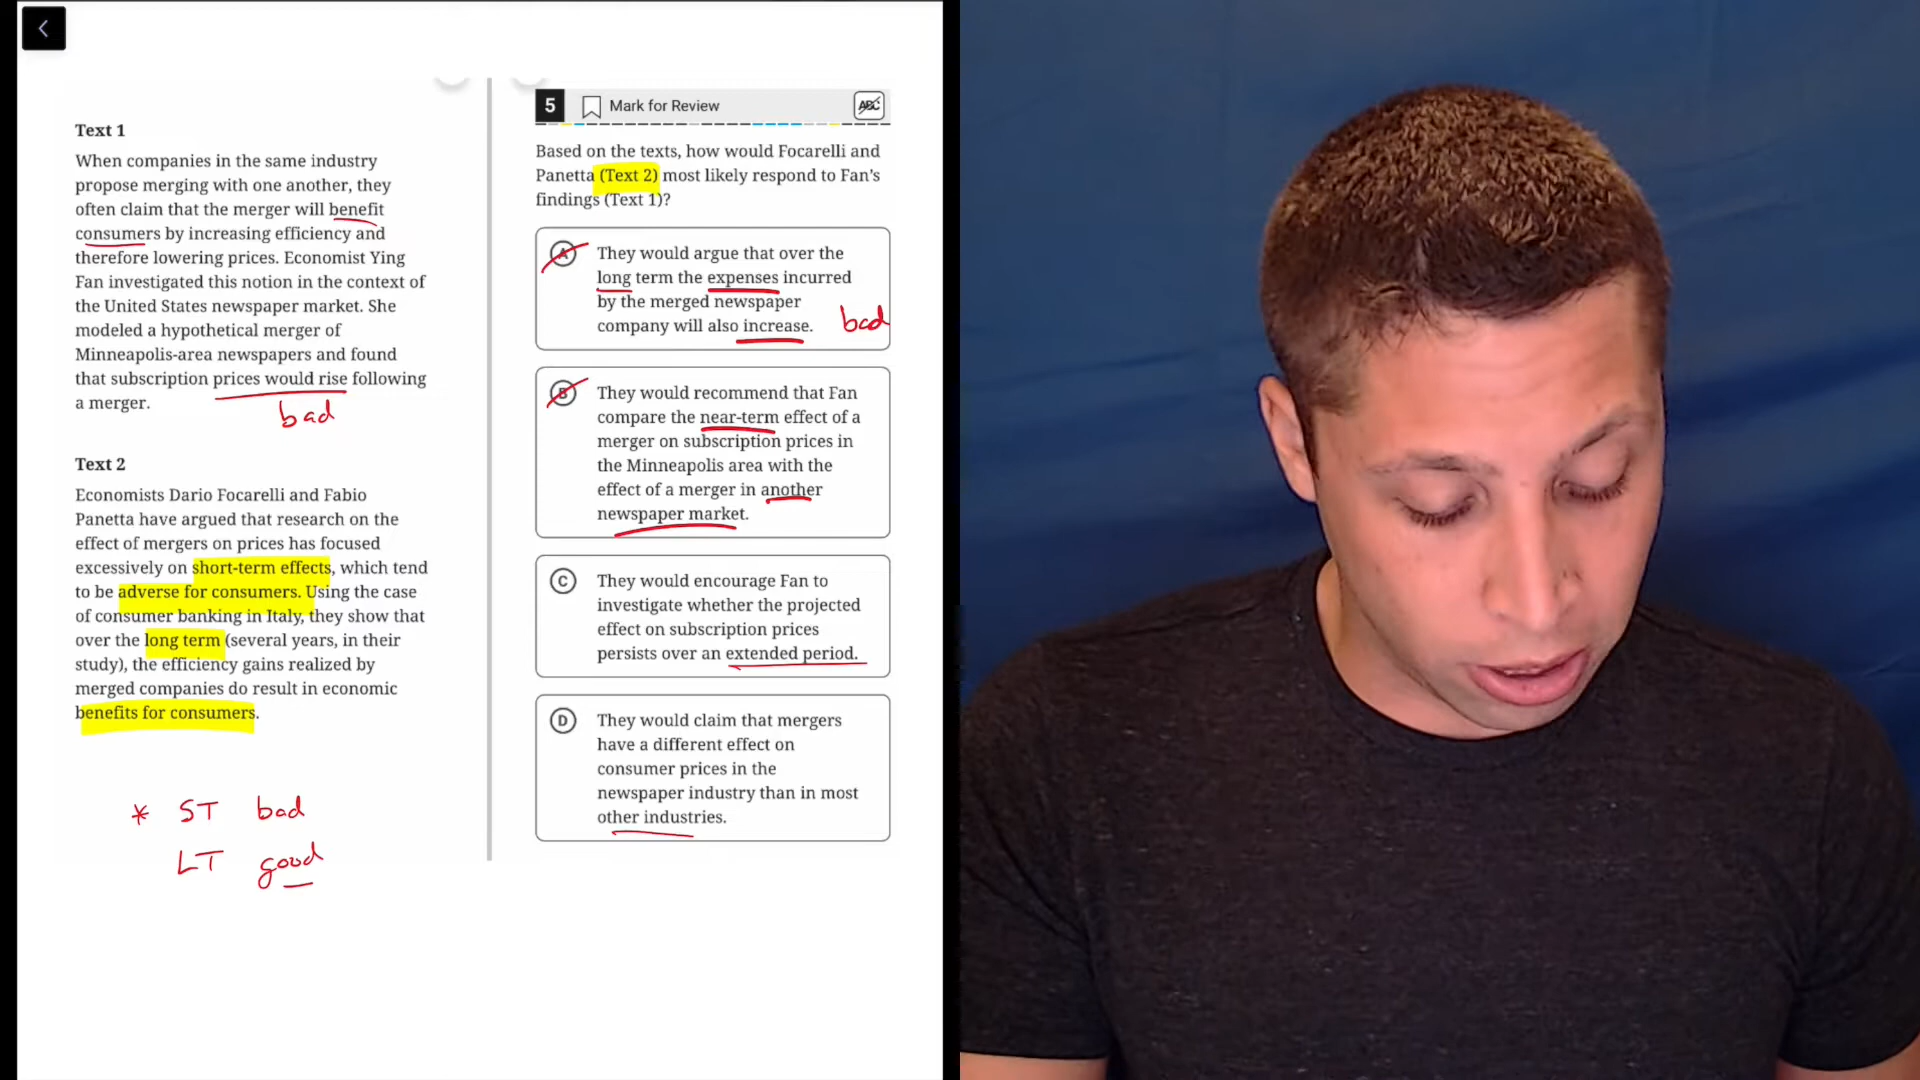 Text 1
When companies in the same industry
propose merging with one another, they
often claim that the merger will benefit
consumers by increasing efficiency and
therefore lowering prices. Economist Ying
Fan investigated this notion in the context of
the United States newspaper market. She
modeled a hypothetical merger of
Minneapolis-area newspapers and found
that subscription prices would rise following
a merger.
bad
Text 2
Economists Dario Focarelli and Fabio
Panetta have argued that research on the
effect of mergers on prices has focused
excessively on short-term effects, which tend
to be adverse for consumers. Using the case
of consumer banking in Italy, they show that
over the long term (several years, in their
study), the efficiency gains realized by
merged companies do result in economic
benefits for consumers.
* ST bad
LT good
5 Mark for Review ABC
Based on the texts, how would Focarelli and
Panetta (Text 2) most likely respond to Fan's
findings (Text 1)?
A They would argue that over the
long term the expenses incurred
by the merged newspaper
company will also increase. bad
B They would recommend that Fan
compare the near-term effect of a
merger on subscription prices in
the Minneapolis area with the
effect of a merger in another
newspaper market.
C They would encourage Fan to
investigate whether the projected
effect on subscription prices
persists over an extended period.
D They would claim that mergers
have a different effect on
consumer prices in the
newspaper industry than in most
other industries.